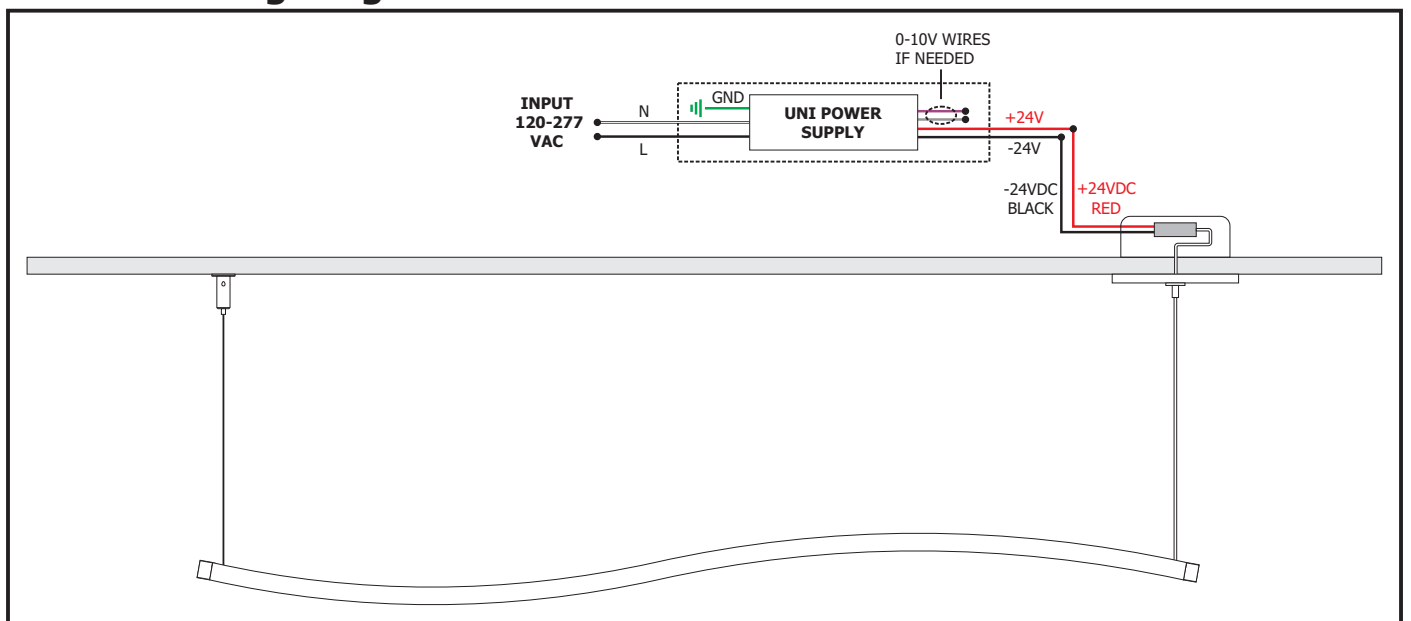 0-10V WIRES
IF NEEDED
INPUT
120-277
VAC
N
L
GND
UNI POWER
SUPPLY
+24V
-24V
-24VDC
BLACK
+24VDC
RED